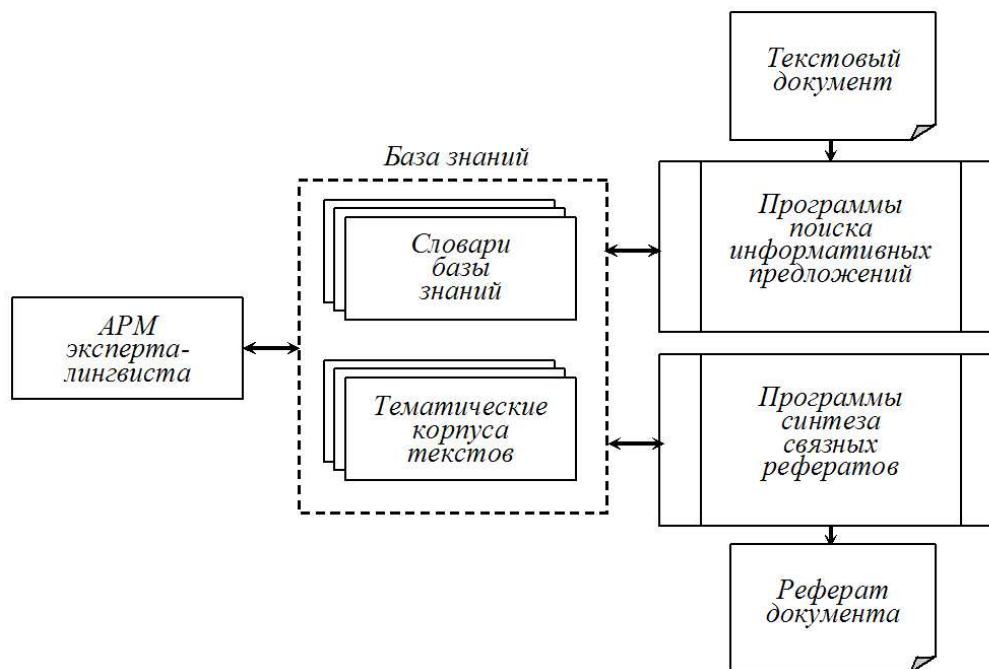 Текстовый
документ
База знаний
Программы
поиска
информативных
предложений
Словари
базы
знаний
АРМ
эксперта-
лингвиста
Тематические
корпуса
текстов
Программы
синтеза
связных
рефератов
Реферат
документа